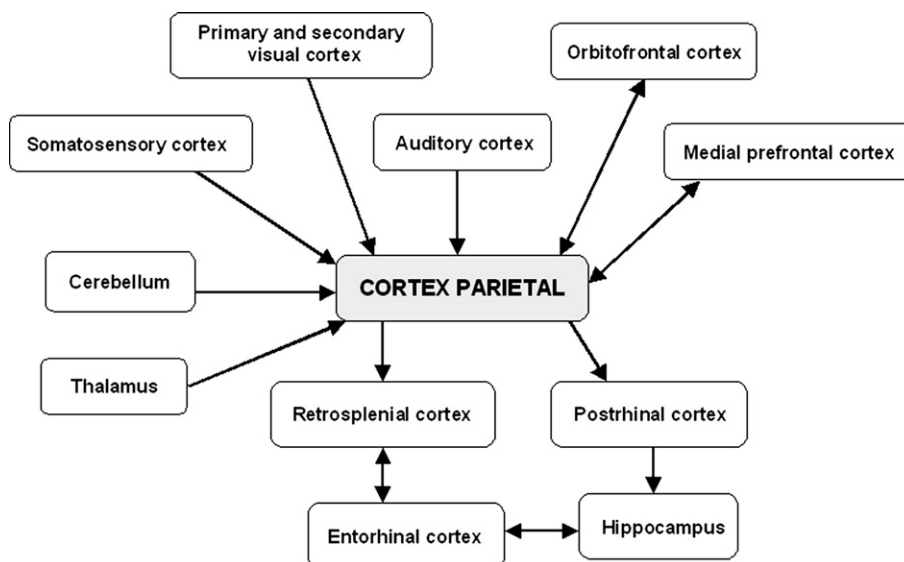 Primary and secondary
visual cortex
Orbitofrontal cortex
Somatosensory cortex
Auditory cortex
Medial prefrontal cortex
Cerebellum
CORTEX PARIETAL
Thalamus
Retrosplenial cortex
Postrhinal cortex
Entorhinal cortex
Hippocampus